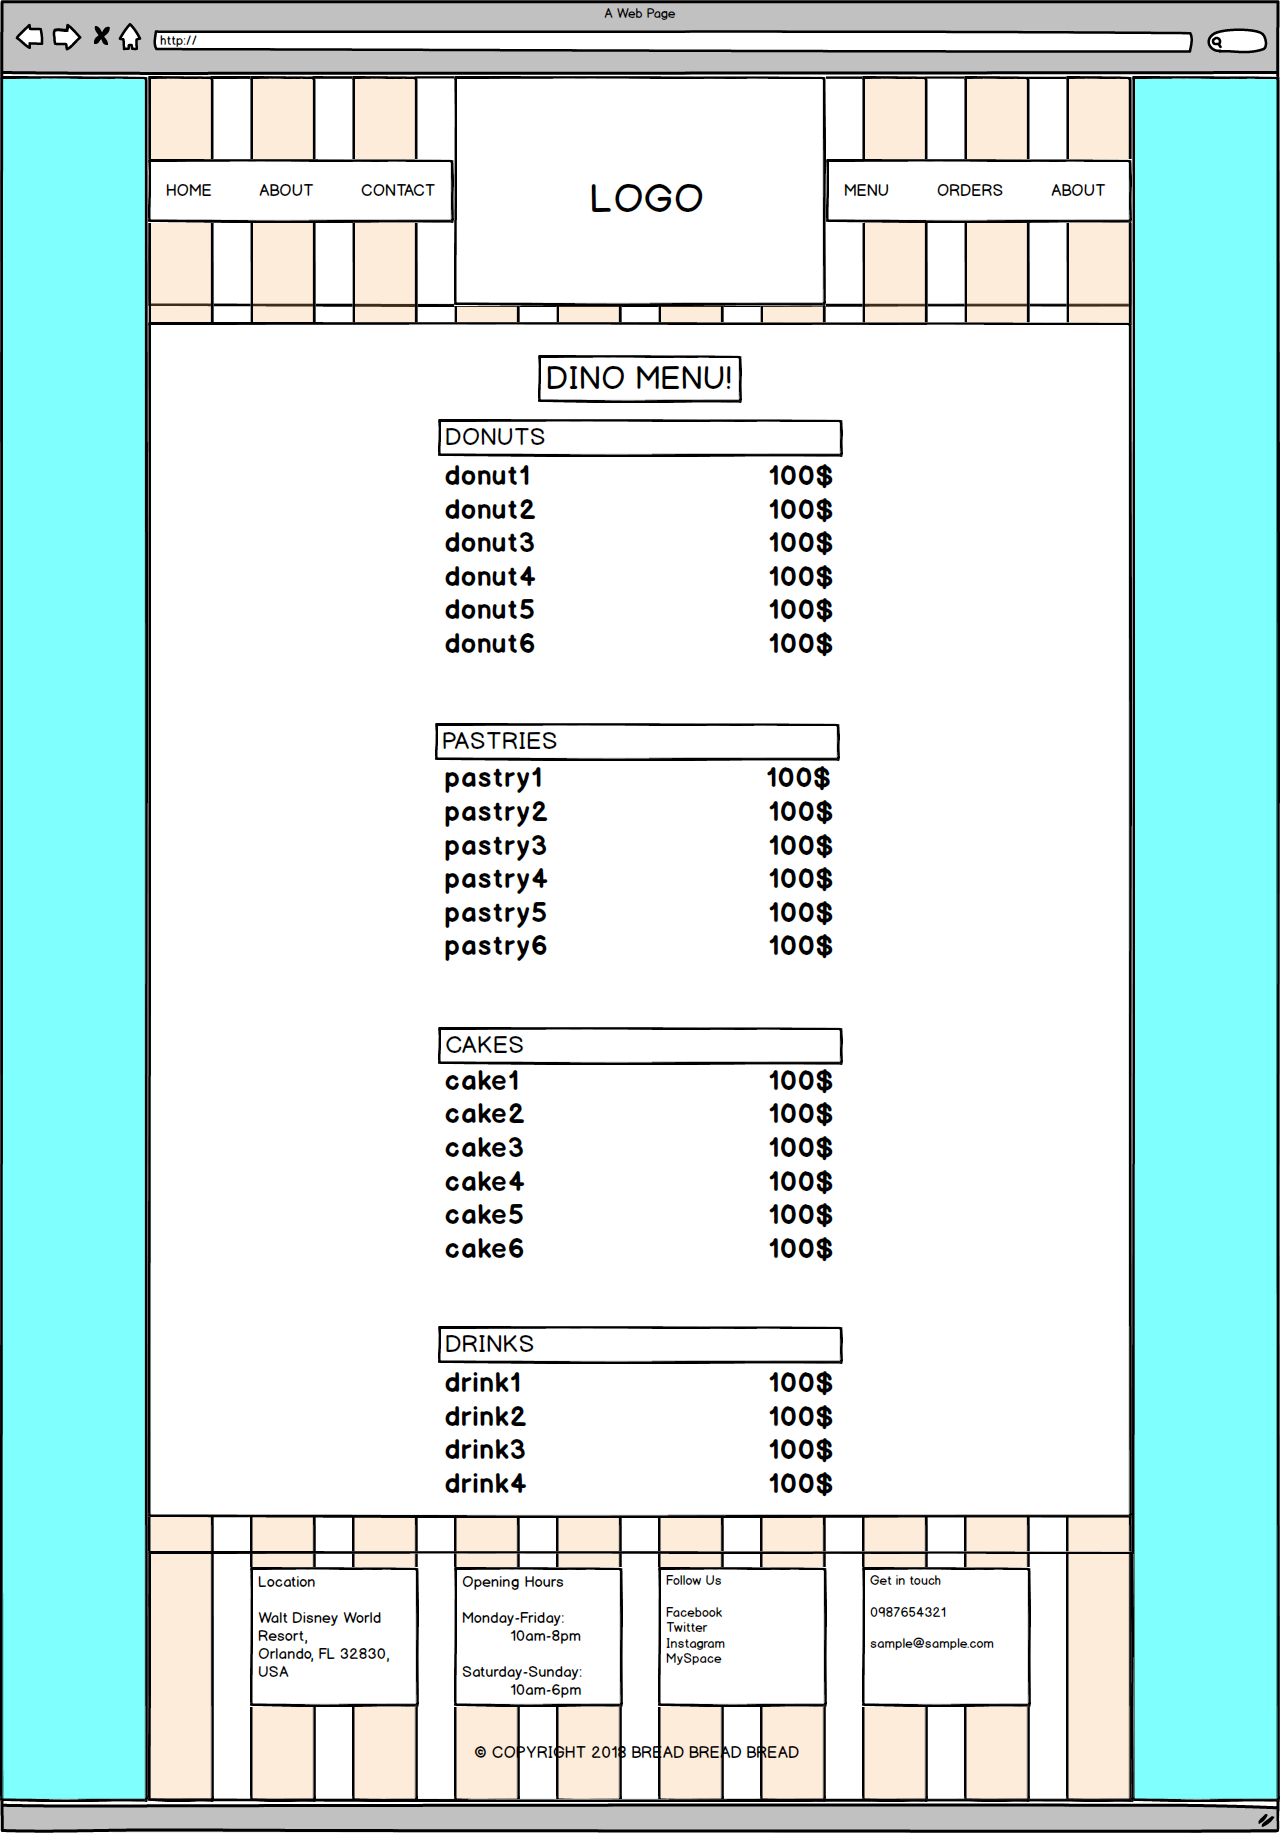 A Web Page
http://
HOME ABOUT CONTACT
LOGO
MENU ORDERS ABOUT
DINO MENU!
DONUTS
donut1 100$
donut2 100$
donut3 100$
donut4 100$
donut5 100$
donut6 100$
PASTRIES
pastry1 100$
pastry2 100$
pastry3 100$
pastry4 100$
pastry5 100$
pastry6 100$
CAKES
cake1 100$
cake2 100$
cake3 100$
cake4 100$
cake5 100$
cake6 100$
DRINKS
drink1 100$
drink2 100$
drink3 100$
drink4 100$
Location
Walt Disney World
Resort,
Orlando, FL 32830,
USA
Opening Hours
Monday-Friday:
10am-8pm
Saturday-Sunday:
10am-6pm
Follow Us
Facebook
Twitter
Instagram
MySpace
Get in touch
0987654321
sample@sample.com
© COPYRIGHT 2018 BREAD BREAD BREAD